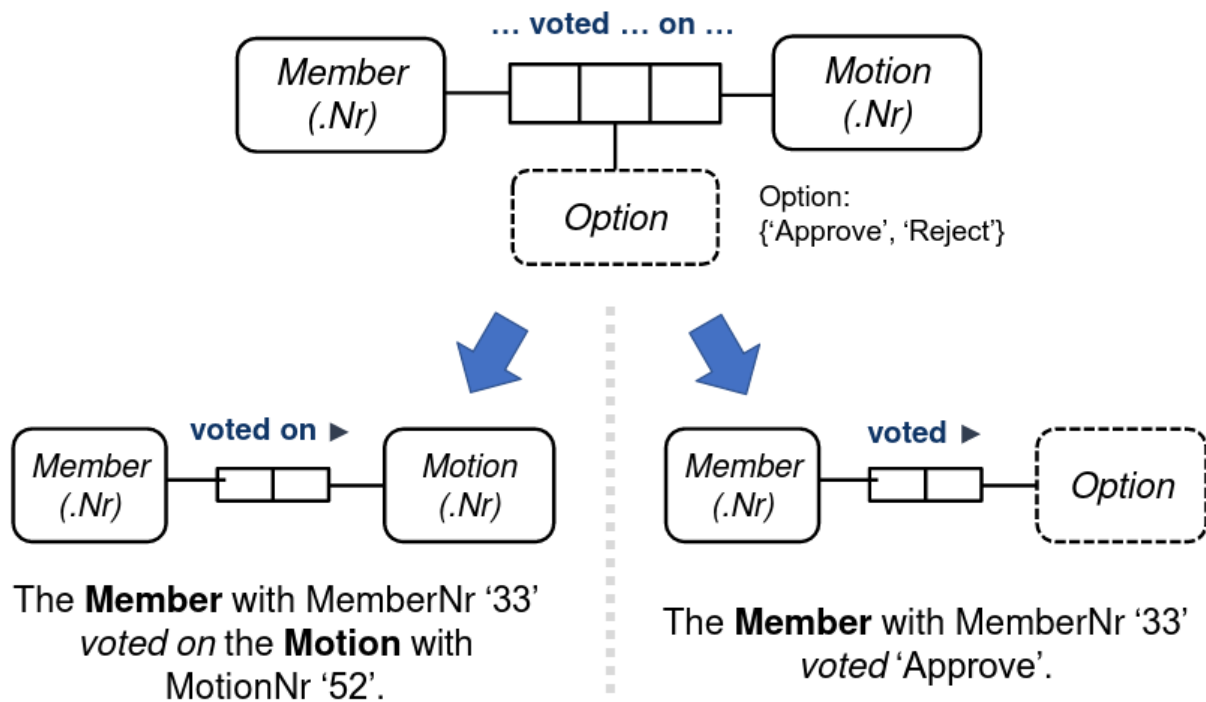 … voted … on …
Member
(.Nr)
Motion
(.Nr)
Option
Option:
{‘Approve’, ‘Reject’}
voted on ►
Member
(.Nr)
Motion
(.Nr)
The Member with MemberNr ‘33’
voted on the Motion with
MotionNr ‘52’.
voted ►
Member
(.Nr)
Option
The Member with MemberNr ‘33’
voted ‘Approve’.